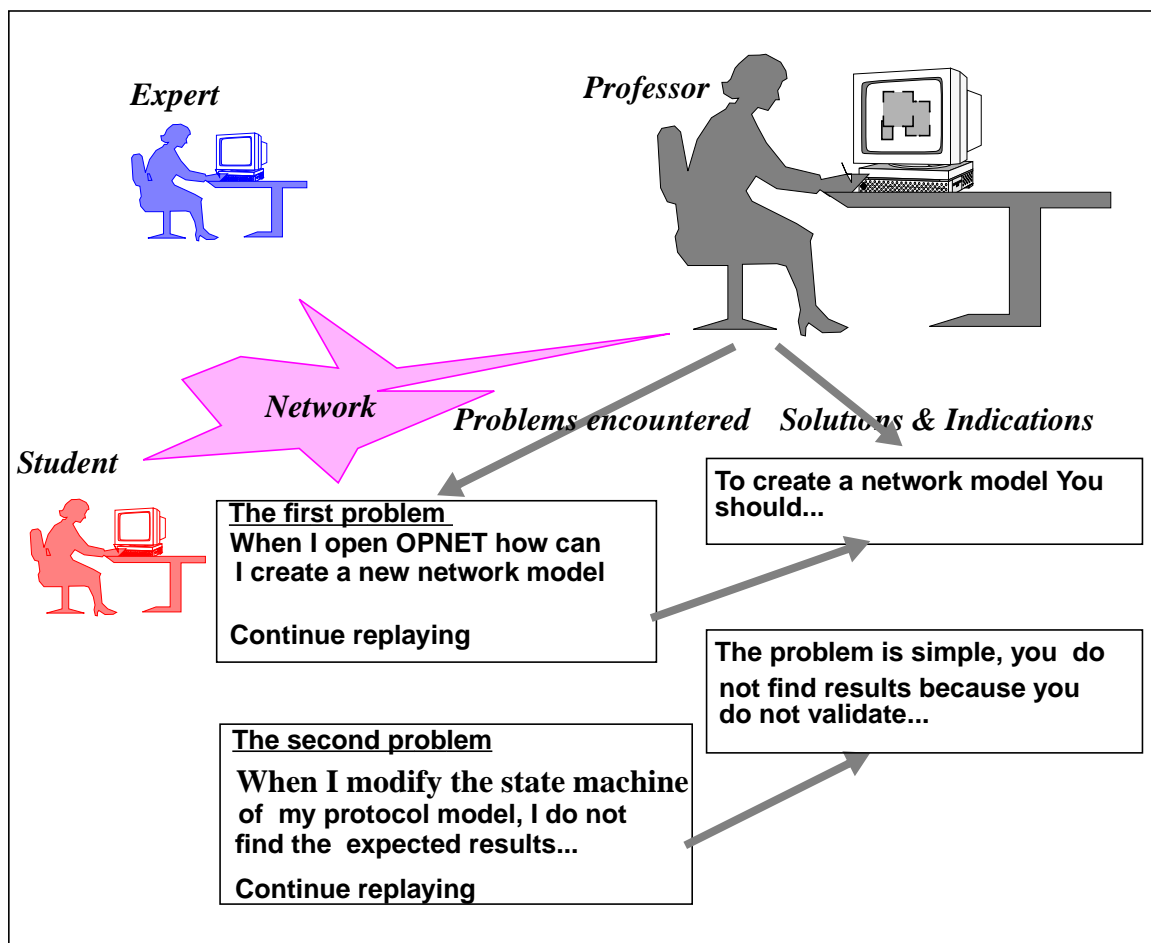 Expert
Professor
Network
Problems encountered
Solutions & Indications
Student
The first problem
When I open OPNET how can
I create a new network model
Continue replaying
To create a network model You
should...
The second problem
When I modify the state machine
of my protocol model, I do not
find the expected results...
Continue replaying
The problem is simple, you do
not find results because you
do not validate...